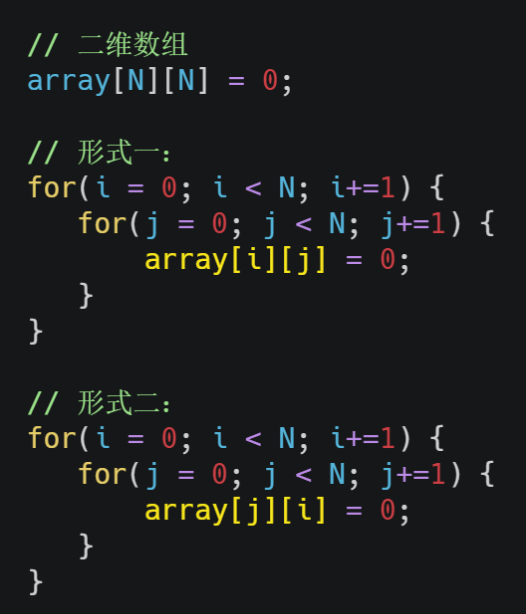 // 二维数组
array[N][N] = 0;
// 形式一：
for(i = 0; i < N; i+=1) {
for(j = 0; j < N; j+=1) {
array[i][j] = 0;
}
}
// 形式二：
for(i = 0; i < N; i+=1) {
for(j = 0; j < N; j+=1) {
array[j][i] = 0;
}
}